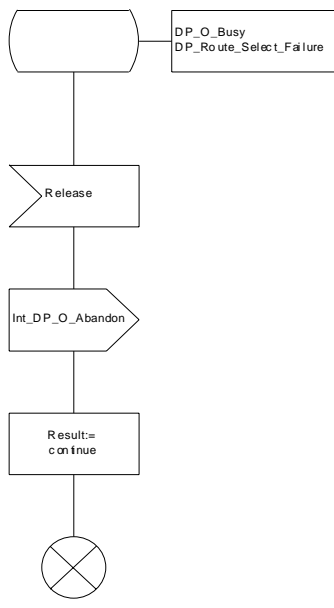 DP_O_Busy
DP_Route_Select_Failure
Release
Int_DP_O_Abandon
Result:=
continue